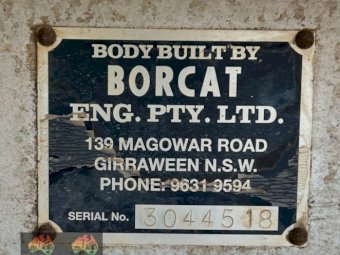 BODY BUILT BY
BORCAT
ENG. PTY. LTD.
139 MAGOWAR ROAD
GIRRAWEEN N.S.W.
PHONE: 9631 9594
SERIAL No. 3044518